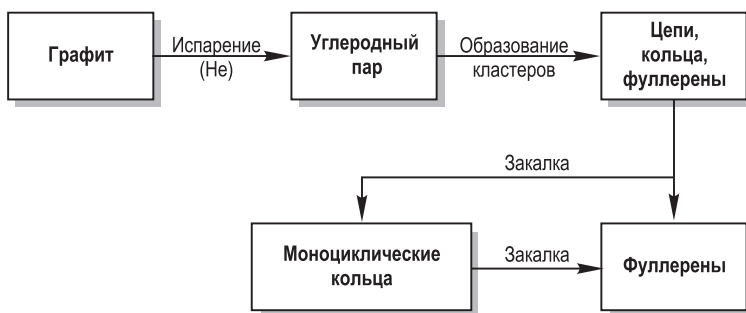 Графит
Испарение
(He)
Углеродный
пар
Образование
кластеров
Цепи,
кольца,
фуллерены
Закалка
Моноциклические
кольца
Закалка
Фуллерены